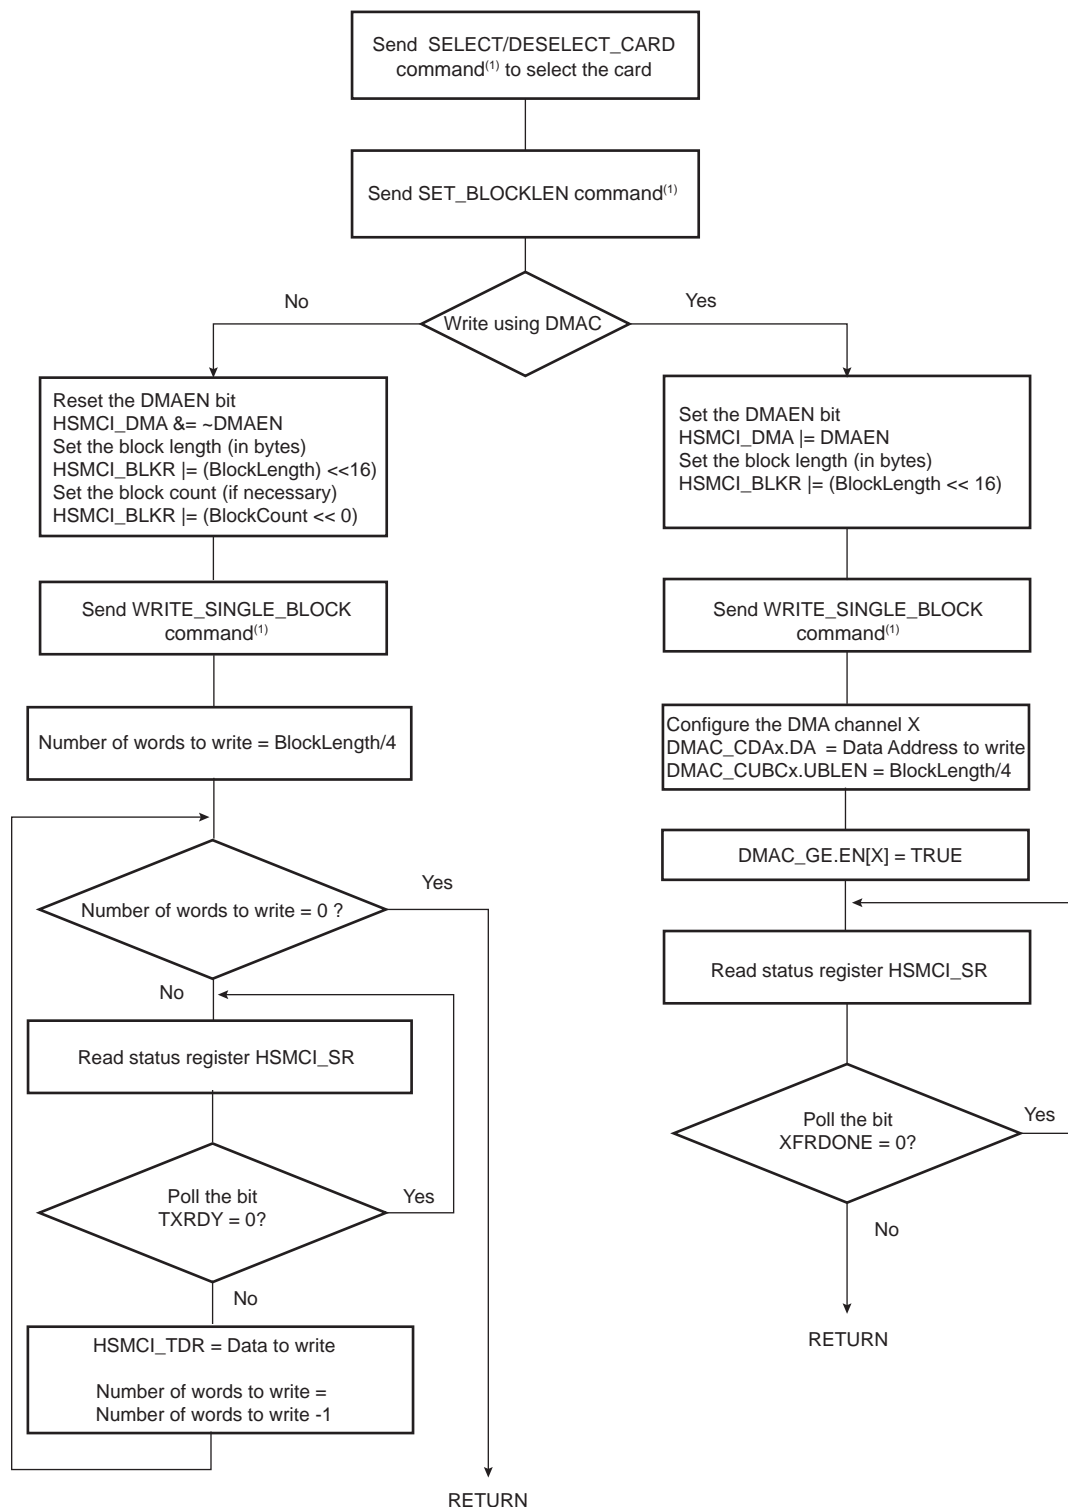 Send SELECT/DESELECT_CARD
command(1) to select the card
Send SET_BLOCKLEN command(1)
No
Yes
Write using DMAC
Reset the DMAEN bit
HSMCI_DMA &= ~DMAEN
Set the block length (in bytes)
HSMCI_BLKR |= (BlockLength) <<16)
Set the block count (if necessary)
HSMCI_BLKR |= (BlockCount << 0)
Send WRITE_SINGLE_BLOCK
command(1)
Number of words to write = BlockLength/4
Number of words to write = 0 ?
Yes
No
Read status register HSMCI_SR
Poll the bit
TXRDY = 0?
Yes
No
HSMCI_TDR = Data to write
Number of words to write =
Number of words to write -1
RETURN
Set the DMAEN bit
HSMCI_DMA |= DMAEN
Set the block length (in bytes)
HSMCI_BLKR |= (BlockLength << 16)
Send WRITE_SINGLE_BLOCK
command(1)
Configure the DMA channel X
DMAC_CDAx.DA = Data Address to write
DMAC_CUBCx.UBLEN = BlockLength/4
DMAC_GE.EN[X] = TRUE
Read status register HSMCI_SR
Poll the bit
XFRDONE = 0?
Yes
No
RETURN